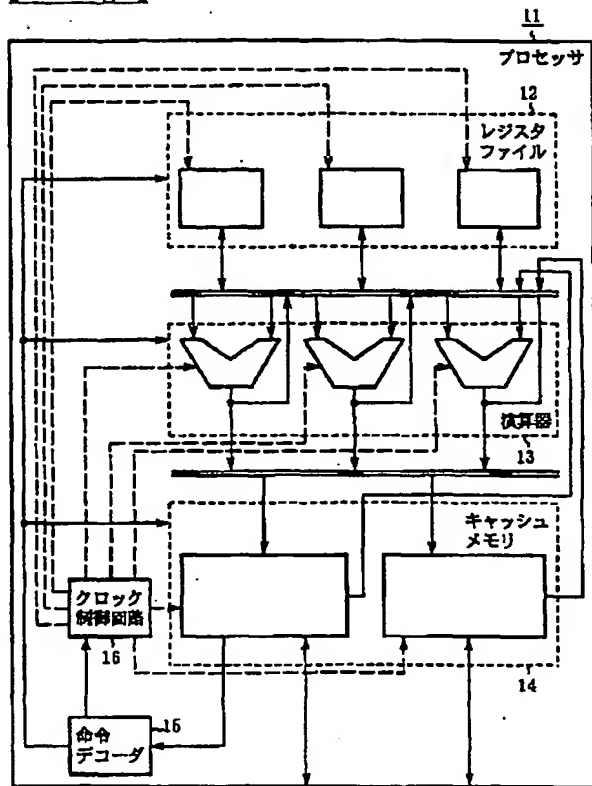 11
プロセッサ
12
レジスタ
ファイル
演算器
13
キャッシュ
メモリ
クロック
制御回路
16
14
15
命令
デコーダ